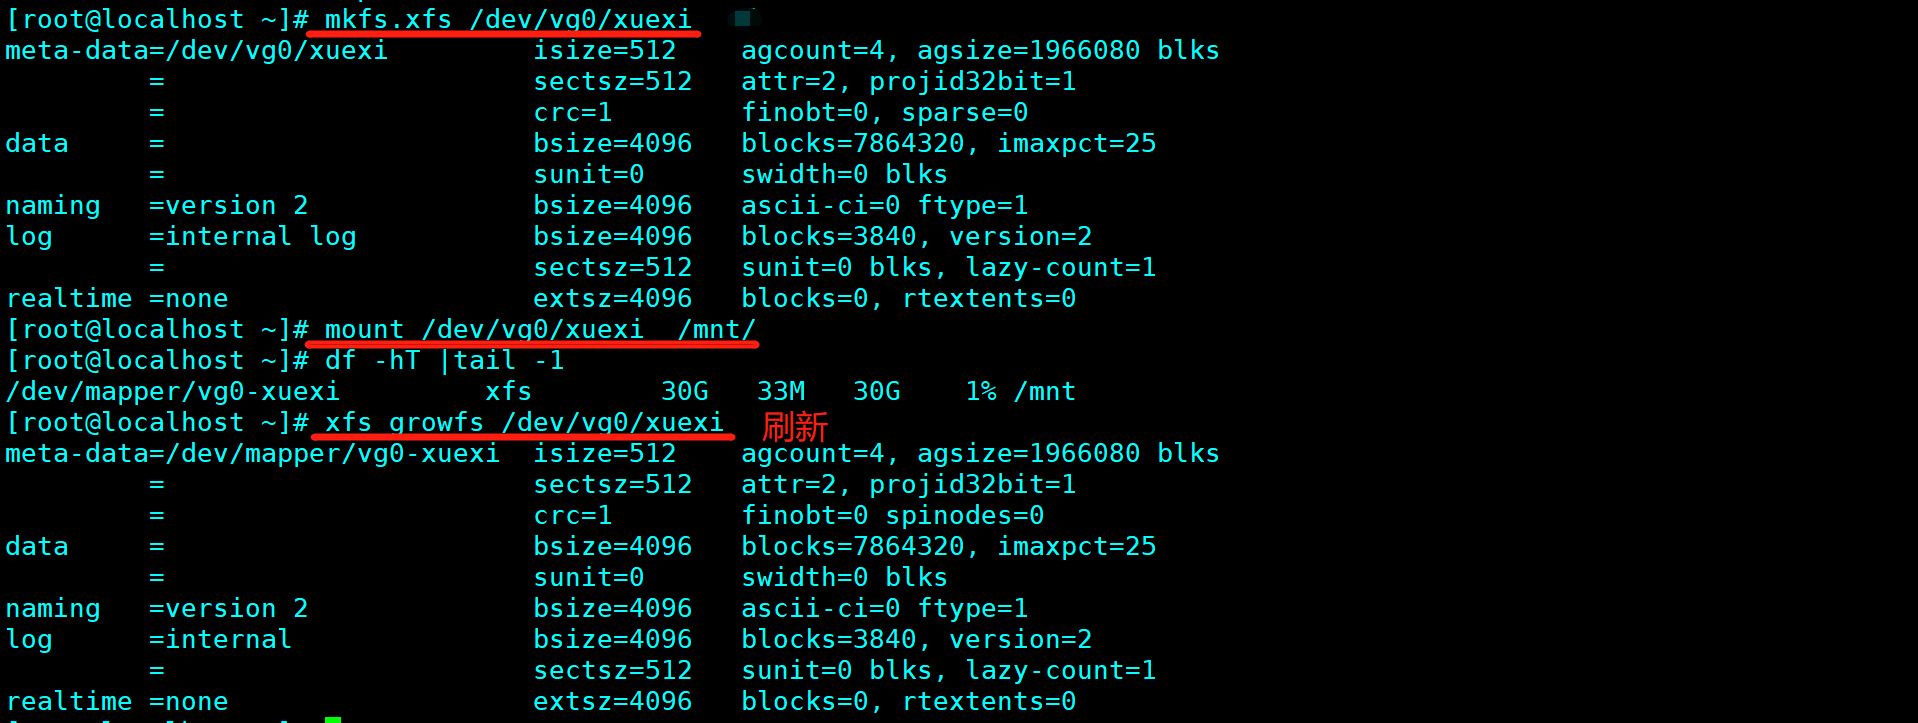 [root@localhost ~]# mkfs.xfs /dev/vg0/xuexi
meta-data=/dev/vg0/xuexi         isize=512    agcount=4, agsize=1966080 blks
         =                       sectsz=512   attr=2, projid32bit=1
         =                       crc=1        finobt=0, sparse=0
data     =                       bsize=4096   blocks=7864320, imaxpct=25
         =                       sunit=0      swidth=0 blks
naming   =version 2              bsize=4096   ascii-ci=0 ftype=1
log      =internal log           bsize=4096   blocks=3840, version=2
         =                       sectsz=512   sunit=0 blks, lazy-count=1
realtime =none                   extsz=4096   blocks=0, rtextents=0
[root@localhost ~]# mount /dev/vg0/xuexi  /mnt/
[root@localhost ~]# df -hT |tail -1
/dev/mapper/vg0-xuexi         xfs        30G   33M   30G    1% /mnt
[root@localhost ~]# xfs_growfs /dev/vg0/xuexi 刷新
meta-data=/dev/mapper/vg0-xuexi  isize=512    agcount=4, agsize=1966080 blks
         =                       sectsz=512   attr=2, projid32bit=1
         =                       crc=1        finobt=0 spinodes=0
data     =                       bsize=4096   blocks=7864320, imaxpct=25
         =                       sunit=0      swidth=0 blks
naming   =version 2              bsize=4096   ascii-ci=0 ftype=1
log      =internal               bsize=4096   blocks=3840, version=2
         =                       sectsz=512   sunit=0 blks, lazy-count=1
realtime =none                   extsz=4096   blocks=0, rtextents=0